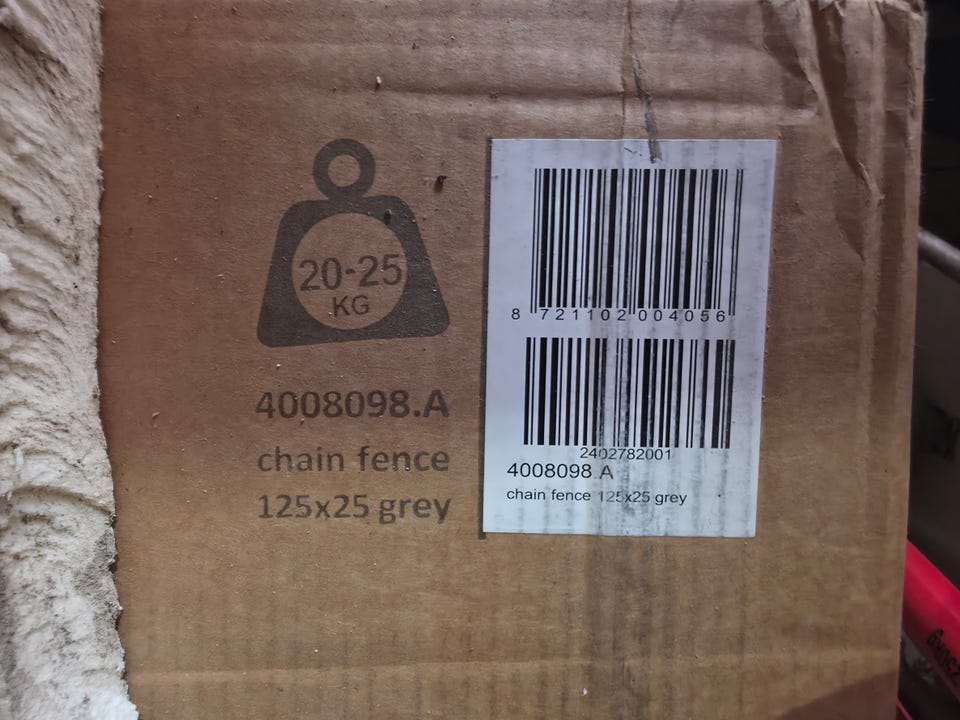 20-25
KG
4008098.A
chain fence
125x25 grey
8 721102 004056
2402782001
4008098.A
chain fence 125x25 grey